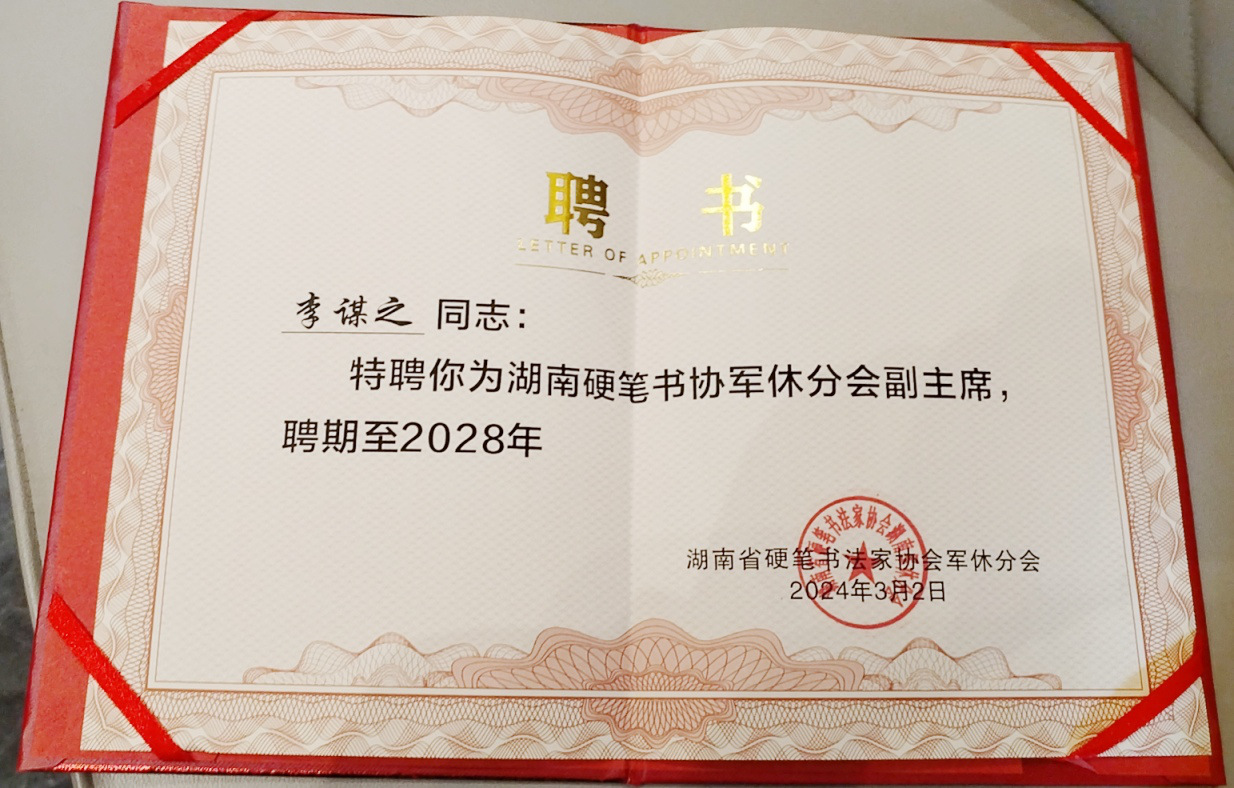 聘 书
LETTER OF APPOINTMENT
李谋之 同志：
特聘你为湖南硬笔书协军休分会副主席，
聘期至2028年
湖南省硬笔书法家协会军休分会
2024年3月2日